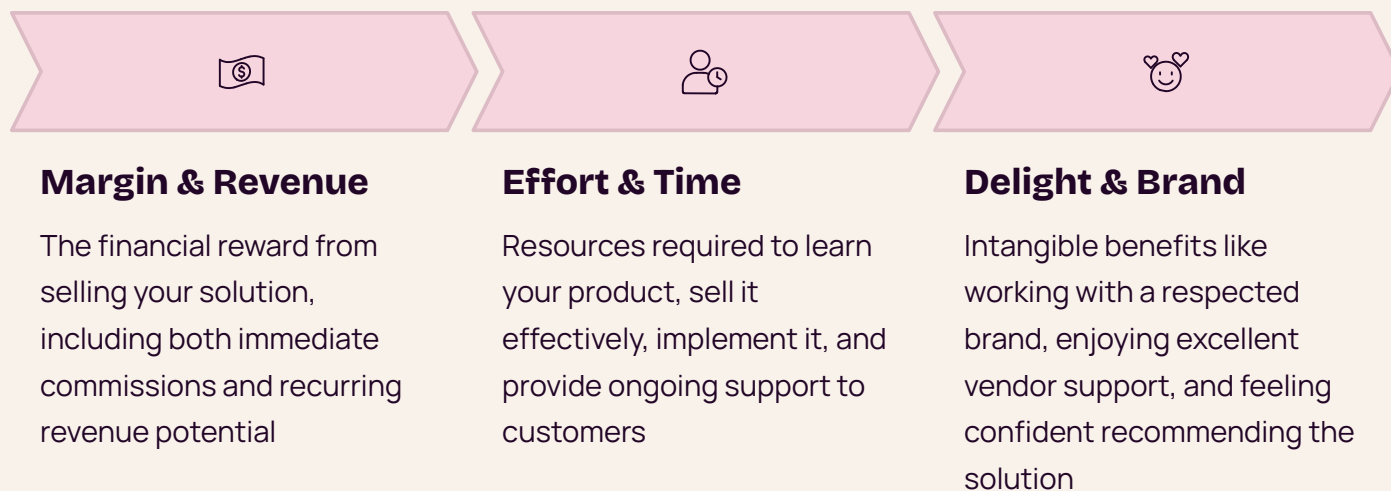 Margin & Revenue
The financial reward from
selling your solution,
including both immediate
commissions and recurring
revenue potential
Effort & Time
Resources required to learn
your product, sell it
effectively, implement it, and
provide ongoing support to
customers
Delight & Brand
Intangible benefits like
working with a respected
brand, enjoying excellent
vendor support, and feeling
confident recommending the
solution